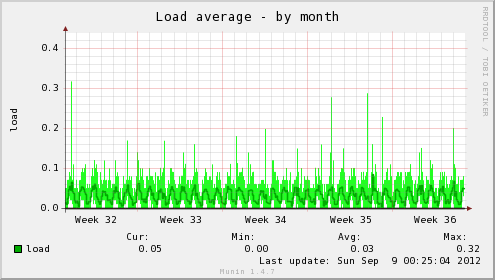 Load average - by month
RRDTOOL / TOBI OETIKER
load
0.4
0.3
0.2
0.1
0.0
Week 32 Week 33 Week 34 Week 35 Week 36
Cur: Min: Avg: Max:
load 0.05 0.00 0.03 0.32
Last update: Sun Sep 9 00:25:04 2012
Munin 1.4.7